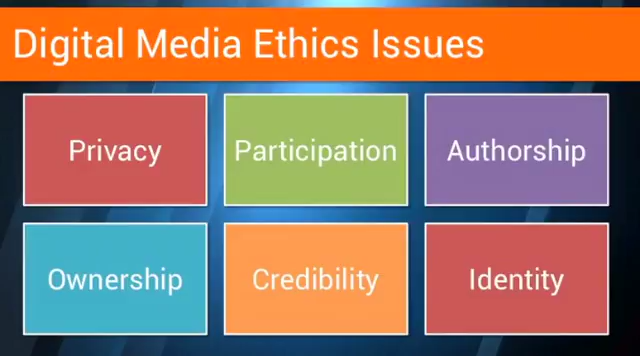 Digital Media Ethics Issues
Privacy
Participation
Authorship
Ownership
Credibility
Identity